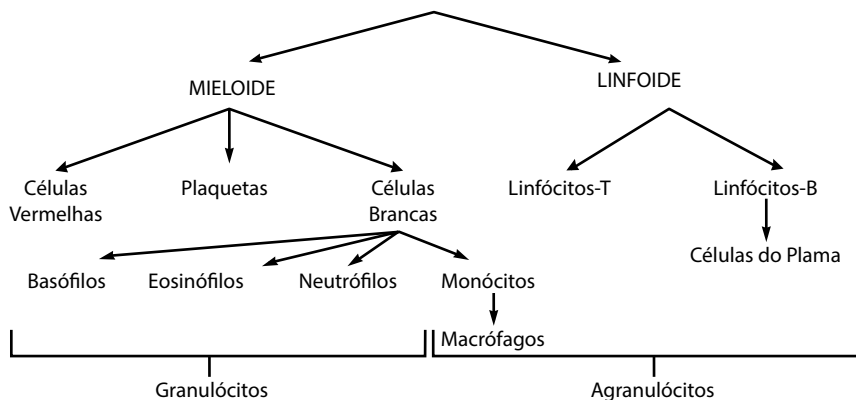 MIELOIDE
LINFOIDE
Células
Vermelhas
Plaquetas
Células
Brancas
Linfócitos-T
Linfócitos-B
Células do Plama
Basófilos
Eosinófilos
Neutrófilos
Monócitos
Macrófagos
Granulócitos
Agranulócitos